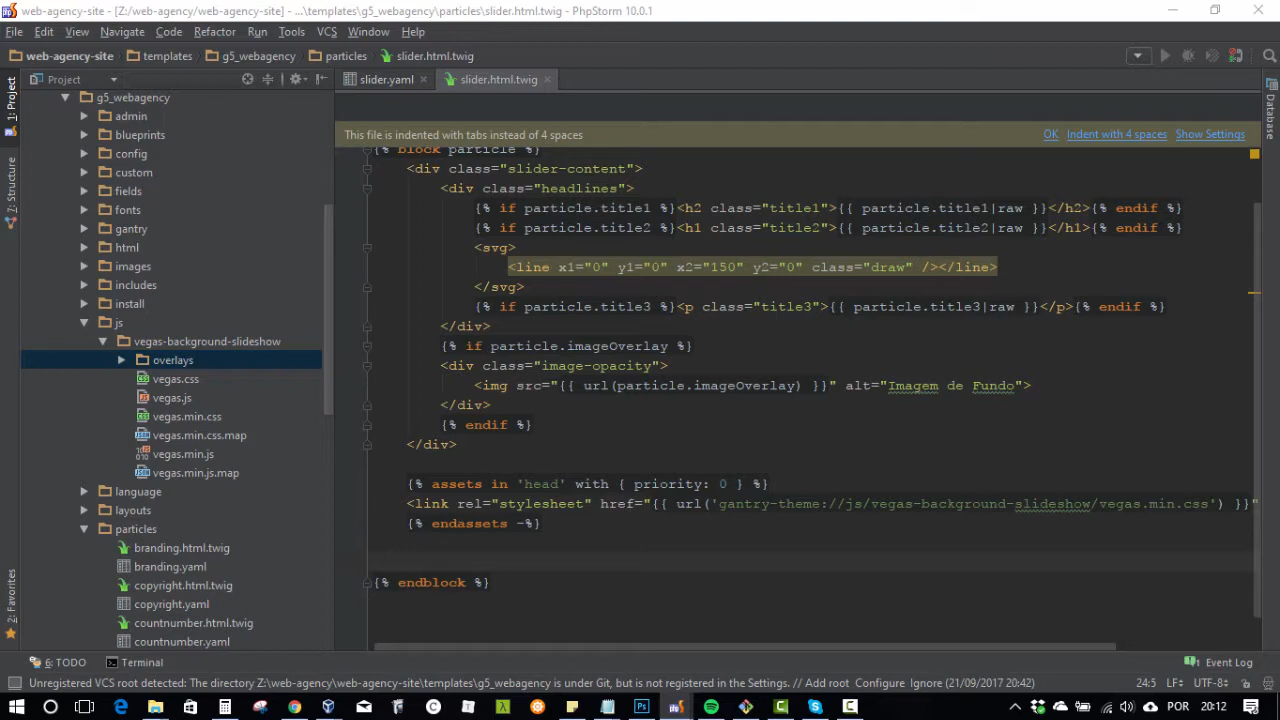 web-agency-site - [Z:/web-agency/web-agency-site] - ...\templates\g5_webagency\particles\slider.html.twig - PhpStorm 10.0.1
File Edit View Navigate Code Refactor Run Tools VCS Window Help
web-agency-site templates g5_webagency particles slider.html.twig
Project slider.yaml slider.html.twig
1: Project
7: Structure
2: Favorites
Database
g5_webagency
admin
blueprints
config
custom
fields
fonts
gantry
html
images
includes
install
js
vegas-background-slideshow
overlays
vegas.css
vegas.js
vegas.min.css
vegas.min.css.map
vegas.min.js
vegas.min.js.map
language
layouts
particles
branding.html.twig
branding.yaml
copyright.html.twig
copyright.yaml
countnumber.html.twig
countnumber.yaml
This file is indented with tabs instead of 4 spaces OK Indent with 4 spaces Show Settings
{% block particle %}
<div class="slider-content">
<div class="headlines">
{% if particle.title1 %}<h2 class="title1">{{ particle.title1|raw }}</h2>{% endif %}
{% if particle.title2 %}<h1 class="title2">{{ particle.title2|raw }}</h1>{% endif %}
<svg>
<line x1="0" y1="0" x2="150" y2="0" class="draw" /></line>
</svg>
{% if particle.title3 %}<p class="title3">{{ particle.title3|raw }}</p>{% endif %}
</div>
{% if particle.imageOverlay %}
<div class="image-opacity">
<img src="{{ url(particle.imageOverlay) }}" alt="Imagem de Fundo">
</div>
{% endif %}
</div>
{% assets in 'head' with { priority: 0 } %}
<link rel="stylesheet" href="{{ url('gantry-theme://js/vegas-background-slideshow/vegas.min.css') }}"
{% endassets -%}
{% endblock %}
6: TODO Terminal 1 Event Log
Unregistered VCS root detected: The directory Z:\web-agency\web-agency-site\templates\g5_webagency is under Git, but is not registered in the Settings. // Add root Configure Ignore (21/09/2017 20:42) 24:5 LF÷ UTF-8÷
POR 20:12